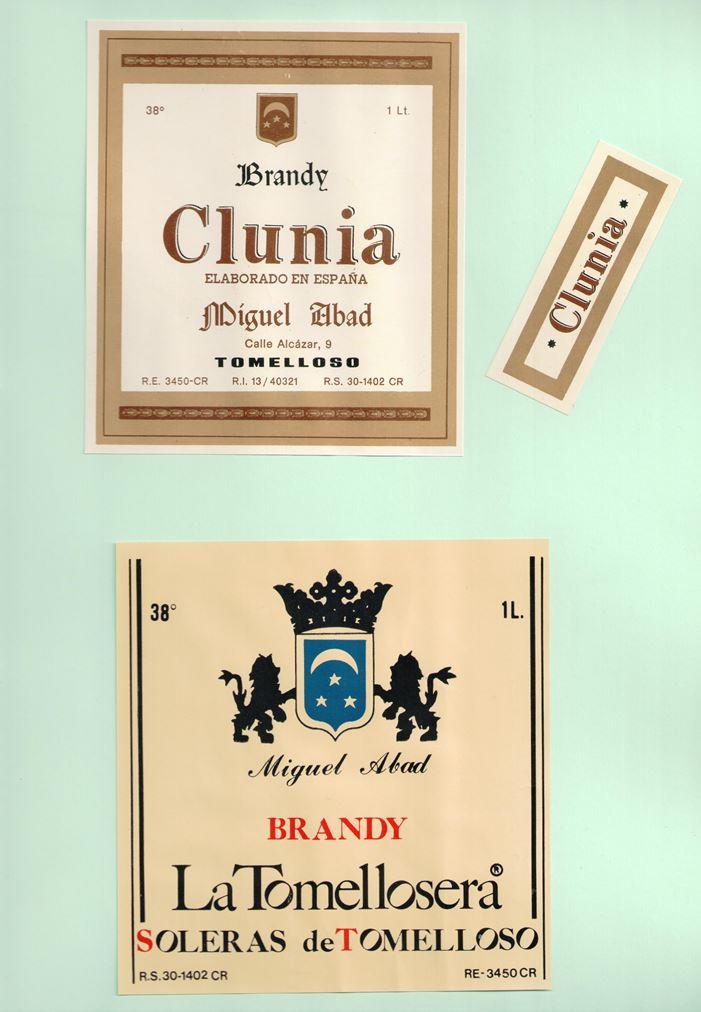 38º 1 Lt.
Brandy
Clunia
ELABORADO EN ESPAÑA
Miguel Abad
Calle Alcázar, 9
TOMELLOSO
R.E. 3450-CR R.I. 13/40321 R.S. 30-1402 CR
* Clunia *
38° 1L.
Miguel Abad
BRANDY
La Tomellosera®
SOLERAS de TOMELLOSO
R.S.30-1402 CR RE-3450 CR